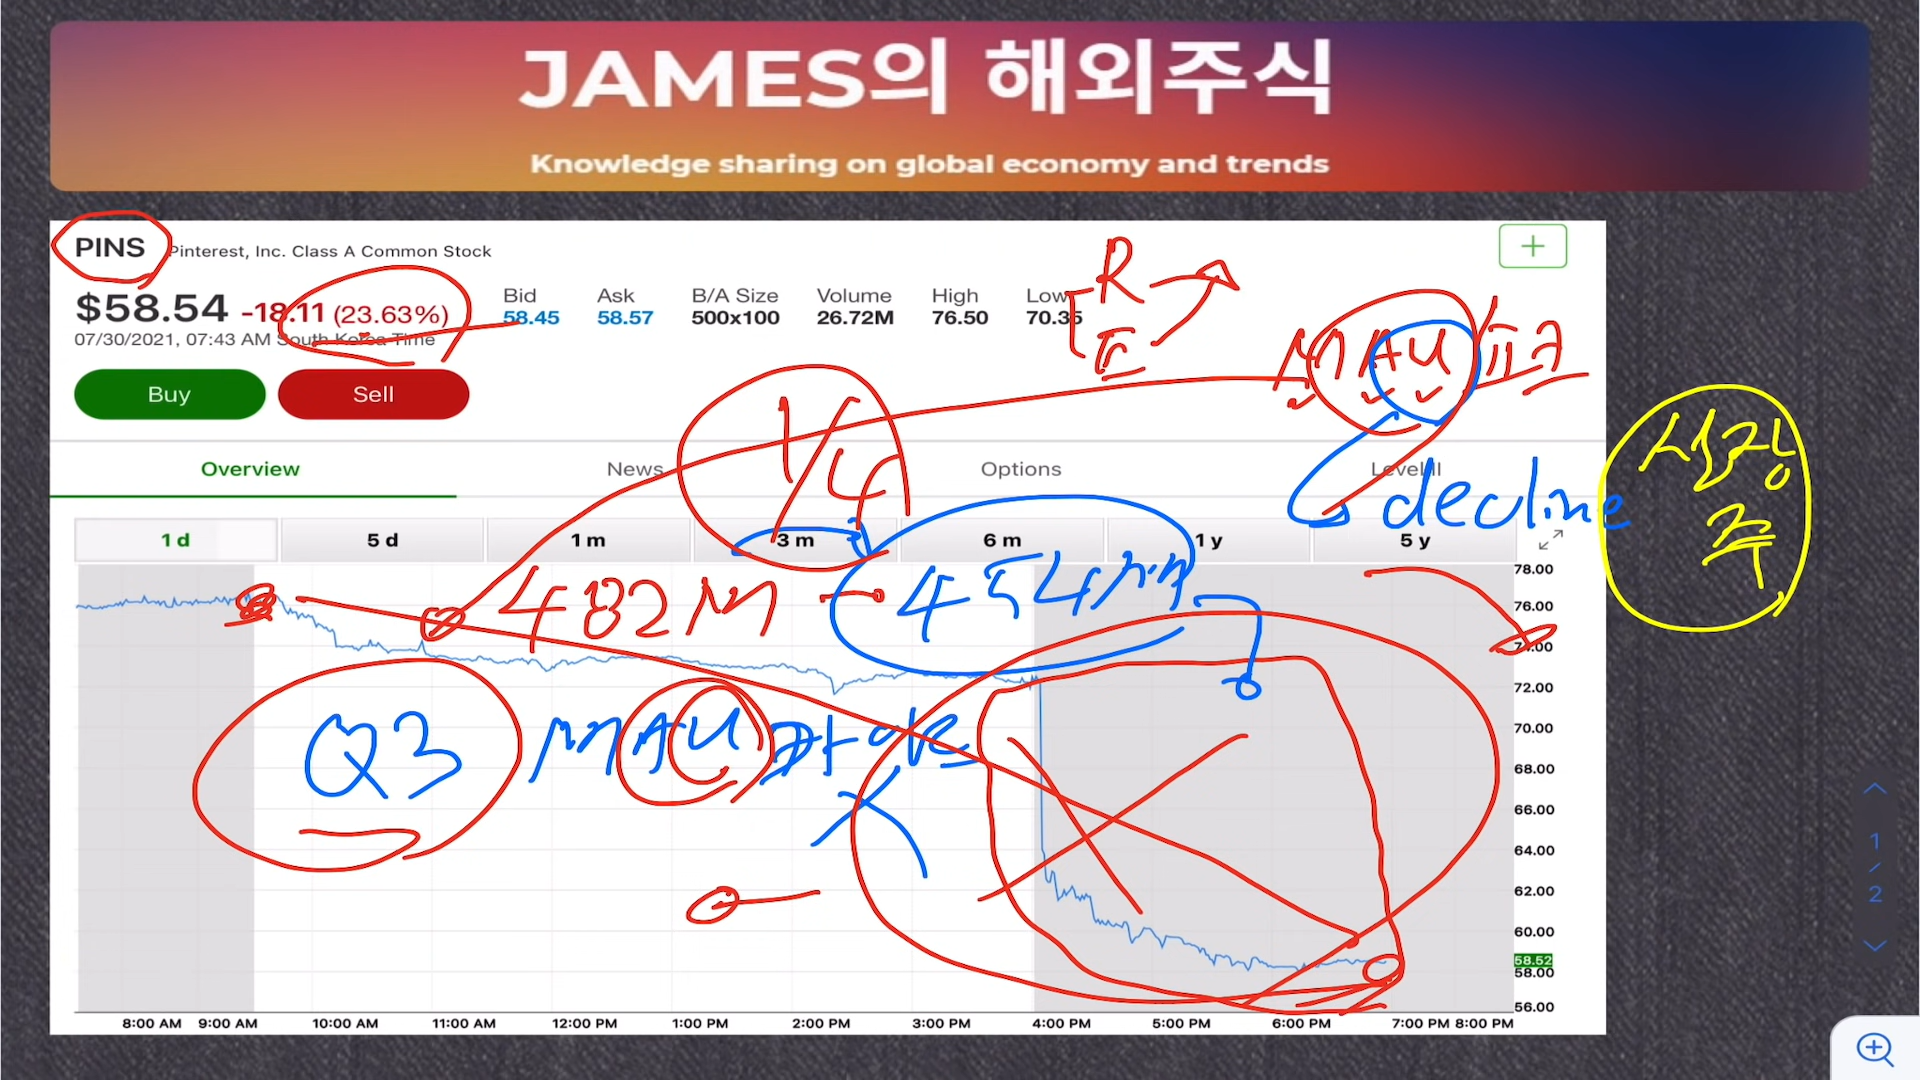 JAMES의 해외주식
Knowledge sharing on global economy and trends
PINS Pinterest, Inc. Class A Common Stock
$58.54 -18.11 (23.63%)
07/30/2021, 07:43 AM South Korea Time
Bid Ask B/A Size Volume High Low
58.45 58.57 500x100 26.72M 76.50 70.35
R
E
MAU
Buy Sell
1/4
성장
주
Overview News Options Level II
decline
1 d 5 d 1 m 3 m 6 m 1 y 5 y
482M 454M
Q3 MAU
78.00
76.00
74.00
72.00
70.00
68.00
66.00
64.00
62.00
60.00
58.52
58.00
56.00
8:00 AM 9:00 AM 10:00 AM 11:00 AM 12:00 PM 1:00 PM 2:00 PM 3:00 PM 4:00 PM 5:00 PM 6:00 PM 7:00 PM 8:00 PM
1
/
2